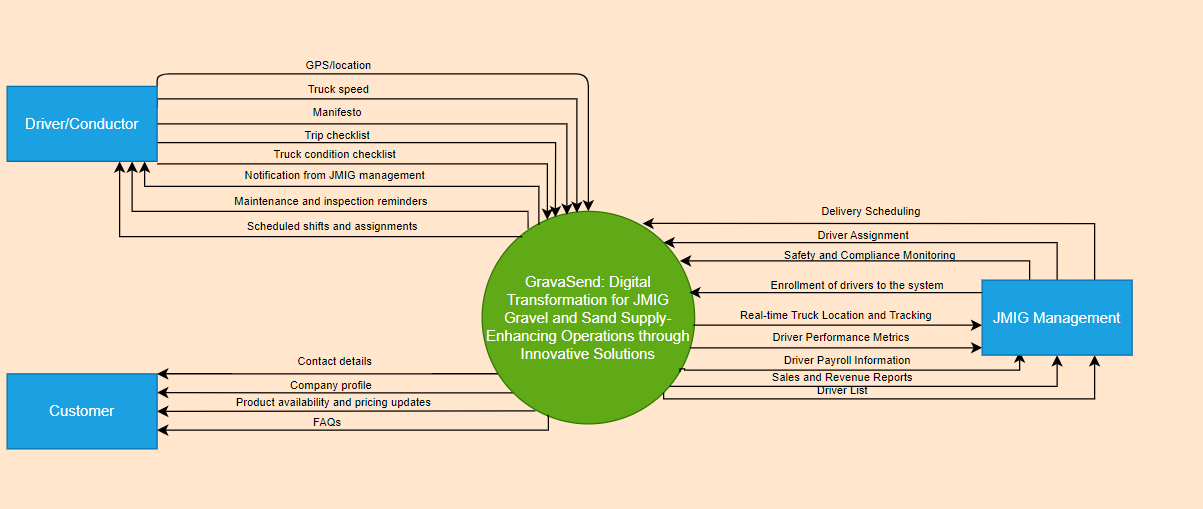 GPS/location
Truck speed
Manifesto
Trip checklist
Truck condition checklist
Notification from JMIG management
Maintenance and inspection reminders
Scheduled shifts and assignments
Driver/Conductor
GravaSend: Digital
Transformation for JMIG
Gravel and Sand Supply-
Enhancing Operations through
Innovative Solutions
Delivery Scheduling
Driver Assignment
Safety and Compliance Monitoring
Enrollment of drivers to the system
Real-time Truck Location and Tracking
Driver Performance Metrics
Driver Payroll Information
Sales and Revenue Reports
Driver List
JMIG Management
Contact details
Company profile
Product availability and pricing updates
FAQs
Customer